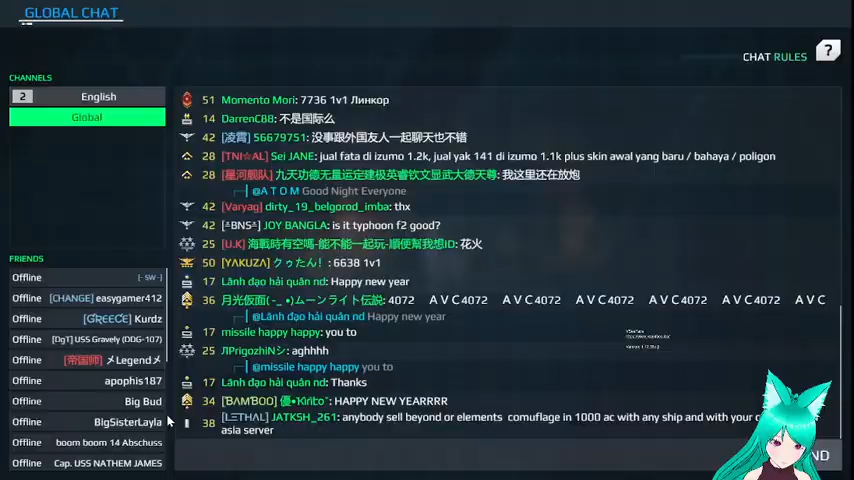 GLOBAL CHAT
CHAT RULES ?
CHANNELS
2 English
Global
51 Momento Mori: 7736 1v1 Линкор
14 DarrenC88: 不是国际么
42 [凌霄] 56679751: 没事跟外国友人一起聊天也不错
28 [TNI☆AL] Sei JANE: jual fata di izumo 1.2k, jual yak 141 di izumo 1.1k plus skin awal yang baru / bahaya / poligon
28 [星河舰队] 九天功德无量运定建极英睿钦文显武大德天尊: 我这里还在放炮
@A T O M Good Night Everyone
42 [Varyag] dirty_19_belgorod_imba: thx
42 [≛BNS≛] JOY BANGLA: is it typhoon f2 good?
25 [U.K] 海戰時有空嗎-能不能一起玩-順便幫我想ID: 花火
50 [YΛKUZΛ] クゥたん！: 6638 1v1
17 Lãnh đạo hải quân nd: Happy new year
36 月光仮面(-_•)ムーンライト伝説: 4072 A V C 4072 A V C 4072 A V C 4072 A V C 4072 A V C 4072 A V C
@Lãnh đạo hải quân nd Happy new year
17 missile happy happy: you to
25 ЛPrigozhiNシ: aghhhh
@missile happy happy you to
17 Lãnh đạo hải quân nd: Thanks
34 [ƁΛMƁOO] 優•Ƙιɾιƚσ: HAPPY NEW YEARRRR
38 [LΞTHΛL] JATKSH_261: anybody sell beyond or elements comuflage in 1000 ac with any ship and with your
asia server
FRIENDS
Offline [-SW-]
Offline [CHANGE] easygamer412
Offline [GREECE] Kurdz
Offline [DgT] USS Gravely (DDG-107)
Offline [帝国师] メLegendメ
Offline apophis187
Offline Big Bud
Offline BigSisterLayla
Offline boom boom 14 Abschuss
Offline Cap. USS NATHEM JAMES